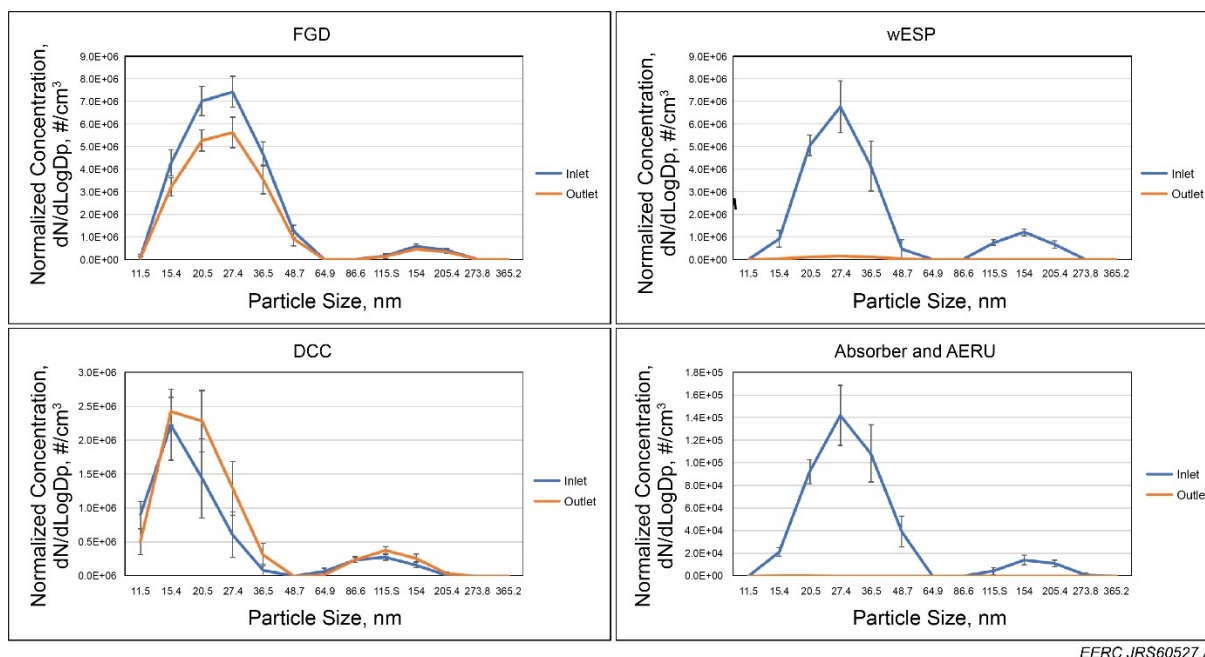 FGD
Normalized Concentration,
dN/dLogDp, #/cm³
9.0E+06
8.0E+06
7.0E+06
6.0E+06
5.0E+06
4.0E+06
3.0E+06
2.0E+06
1.0E+06
0.0E+00
11.5 15.4 20.5 27.4 36.5 48.7 64.9 86.6 115.S 154 205.4 273.8 365.2
Particle Size, nm
Inlet
Outlet
wESP
Normalized Concentration,
dN/dLogDp, #/cm³
9.0E+06
8.0E+06
7.0E+06
6.0E+06
5.0E+06
4.0E+06
3.0E+06
2.0E+06
1.0E+06
0.0E+00
11.5 15.4 20.5 27.4 36.5 48.7 64.9 86.6 115.S 154 205.4 273.8 365.2
Particle Size, nm
Inlet
Outlet
DCC
Normalized Concentration,
dN/dLogDp, #/cm³
3.0E+06
2.5E+06
2.0E+06
1.5E+06
1.0E+06
0.5E+06
0.0E+06
11.5 15.4 20.5 27.4 36.5 48.7 64.9 86.6 115.S 154 205.4 273.8 365.2
Particle Size, nm
Inlet
Outlet
Absorber and AERU
Normalized Concentration,
dN/dLogDp, #/cm³
1.8E+05
1.6E+05
1.4E+05
1.2E+05
1.0E+05
8.0E+04
6.0E+04
4.0E+04
2.0E+04
0.0E+00
11.5 15.4 20.5 27.4 36.5 48.7 64.9 86.6 115.5 154 205.4 273.8 365.2
Particle Size, nm
Inlet
Outlet
EERC JRS60527